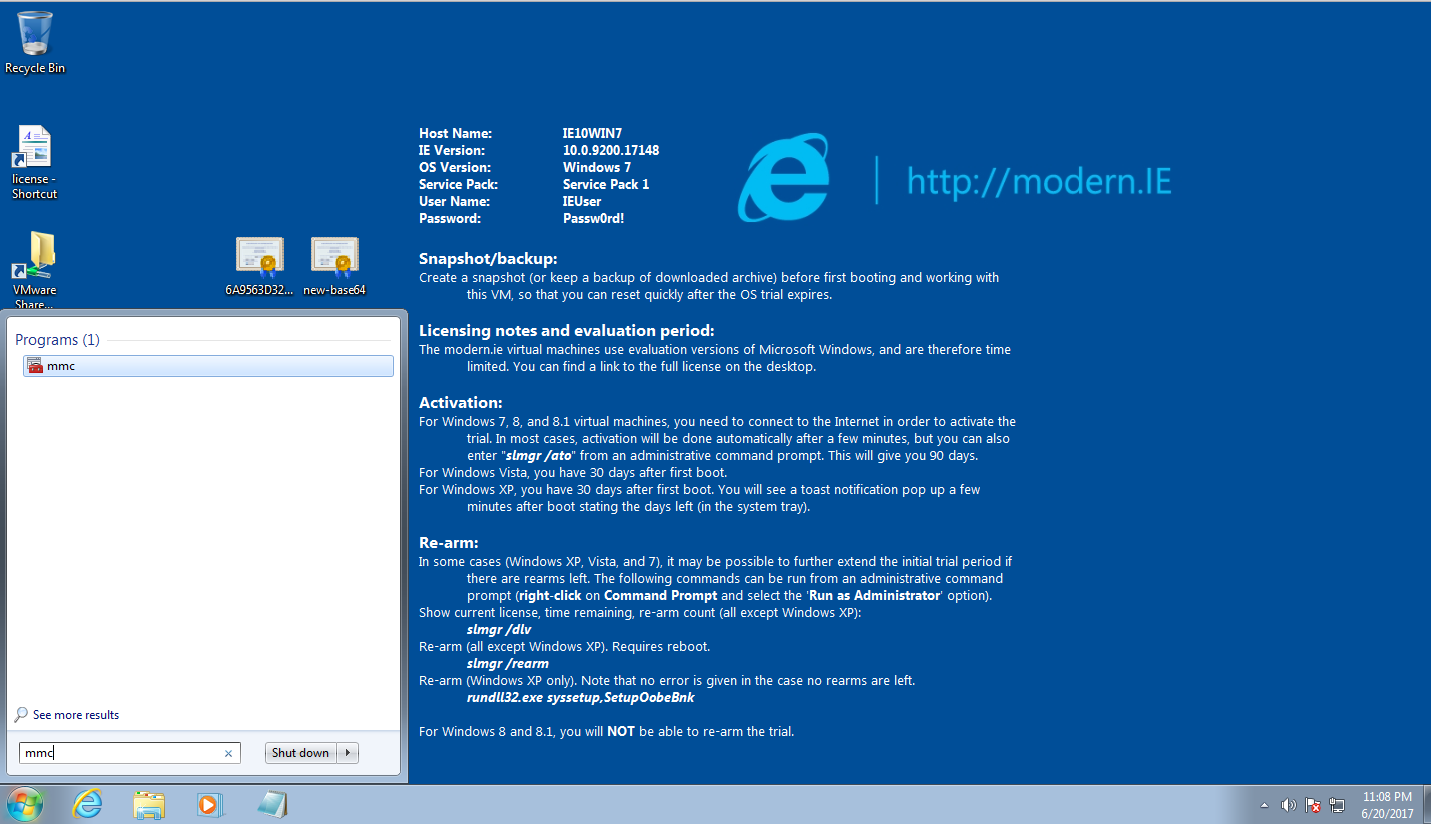 Recycle Bin
license -
Shortcut
VMware
Share...
6A9563D32...
new-base64
Host Name: IE10WIN7
IE Version: 10.0.9200.17148
OS Version: Windows 7
Service Pack: Service Pack 1
User Name: IEUser
Password: Passw0rd!
http://modern.IE
Snapshot/backup:
Create a snapshot (or keep a backup of downloaded archive) before first booting and working with
this VM, so that you can reset quickly after the OS trial expires.
Licensing notes and evaluation period:
The modern.ie virtual machines use evaluation versions of Microsoft Windows, and are therefore time
limited. You can find a link to the full license on the desktop.
Activation:
For Windows 7, 8, and 8.1 virtual machines, you need to connect to the Internet in order to activate the
trial. In most cases, activation will be done automatically after a few minutes, but you can also
enter "slmgr /ato" from an administrative command prompt. This will give you 90 days.
For Windows Vista, you have 30 days after first boot.
For Windows XP, you have 30 days after first boot. You will see a toast notification pop up a few
minutes after boot stating the days left (in the system tray).
Re-arm:
In some cases (Windows XP, Vista, and 7), it may be possible to further extend the initial trial period if
there are rearms left. The following commands can be run from an administrative command
prompt (right-click on Command Prompt and select the 'Run as Administrator' option).
Show current license, time remaining, re-arm count (all except Windows XP):
slmgr /dlv
Re-arm (all except Windows XP). Requires reboot.
slmgr /rearm
Re-arm (Windows XP only). Note that no error is given in the case no rearms are left.
rundll32.exe syssetup,SetupOobeBnk
For Windows 8 and 8.1, you will NOT be able to re-arm the trial.
Programs (1)
mmc
See more results
mmc
Shut down
11:08 PM
6/20/2017